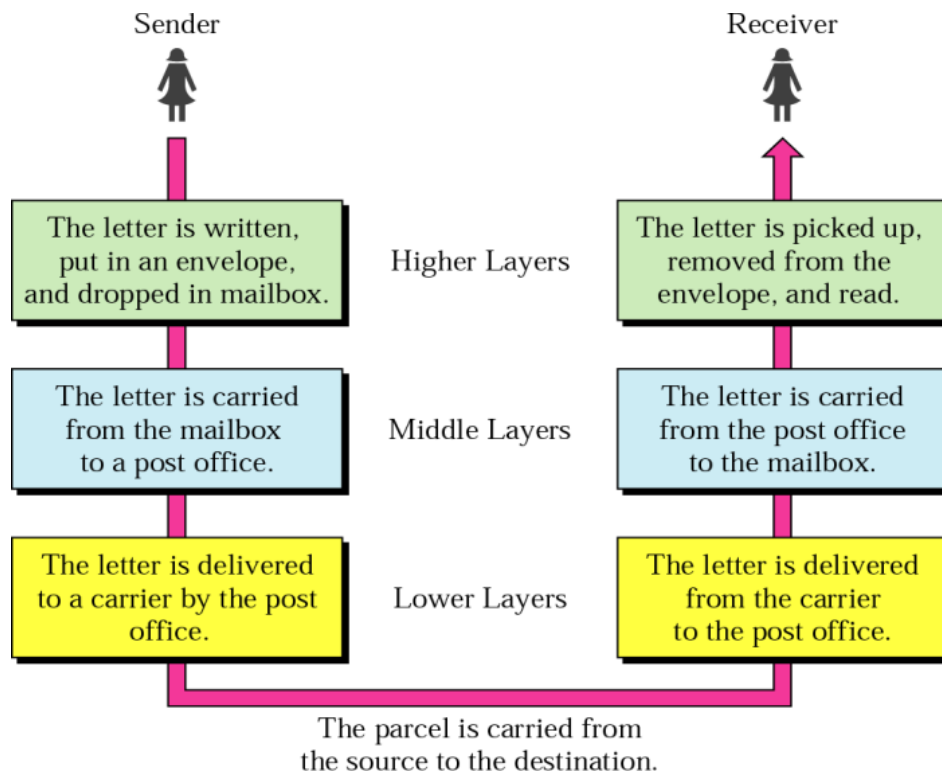 Sender
Receiver
The letter is written,
put in an envelope,
and dropped in mailbox.
Higher Layers
The letter is picked up,
removed from the
envelope, and read.
The letter is carried
from the mailbox
to a post office.
Middle Layers
The letter is carried
from the post office
to the mailbox.
The letter is delivered
to a carrier by the post
office.
Lower Layers
The letter is delivered
from the carrier
to the post office.
The parcel is carried from
the source to the destination.